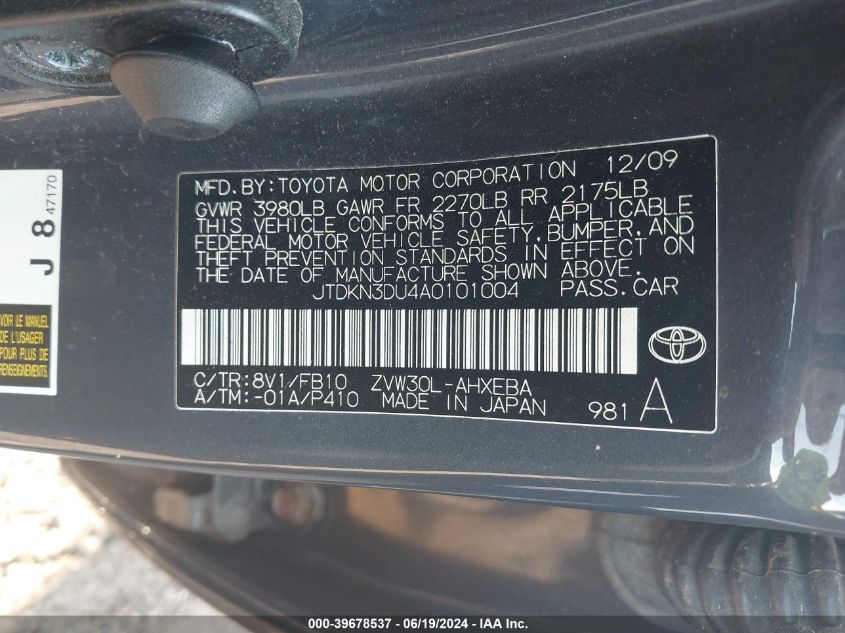 MFD. BY: TOYOTA MOTOR CORPORATION 12/09
GVWR 3980LB GAWR FR 2270LB RR 2175LB
THIS VEHICLE CONFORMS TO ALL APPLICABLE
FEDERAL MOTOR VEHICLE SAFETY, BUMPER, AND
THEFT PREVENTION STANDARDS IN EFFECT ON
THE DATE OF MANUFACTURE SHOWN ABOVE.
JTDKN3DU4A0101004 PASS.CAR
C/TR: 8V1/FB10 ZVW30L-AHXEBA
A/TM: -01A/P410 MADE IN JAPAN 981 A
J 8 47170
VOIR LE MANUEL
DE L'USAGER
POUR PLUS DE
RENSEIGNEMENTS
000-39678537 - 06/19/2024 - IAA Inc.